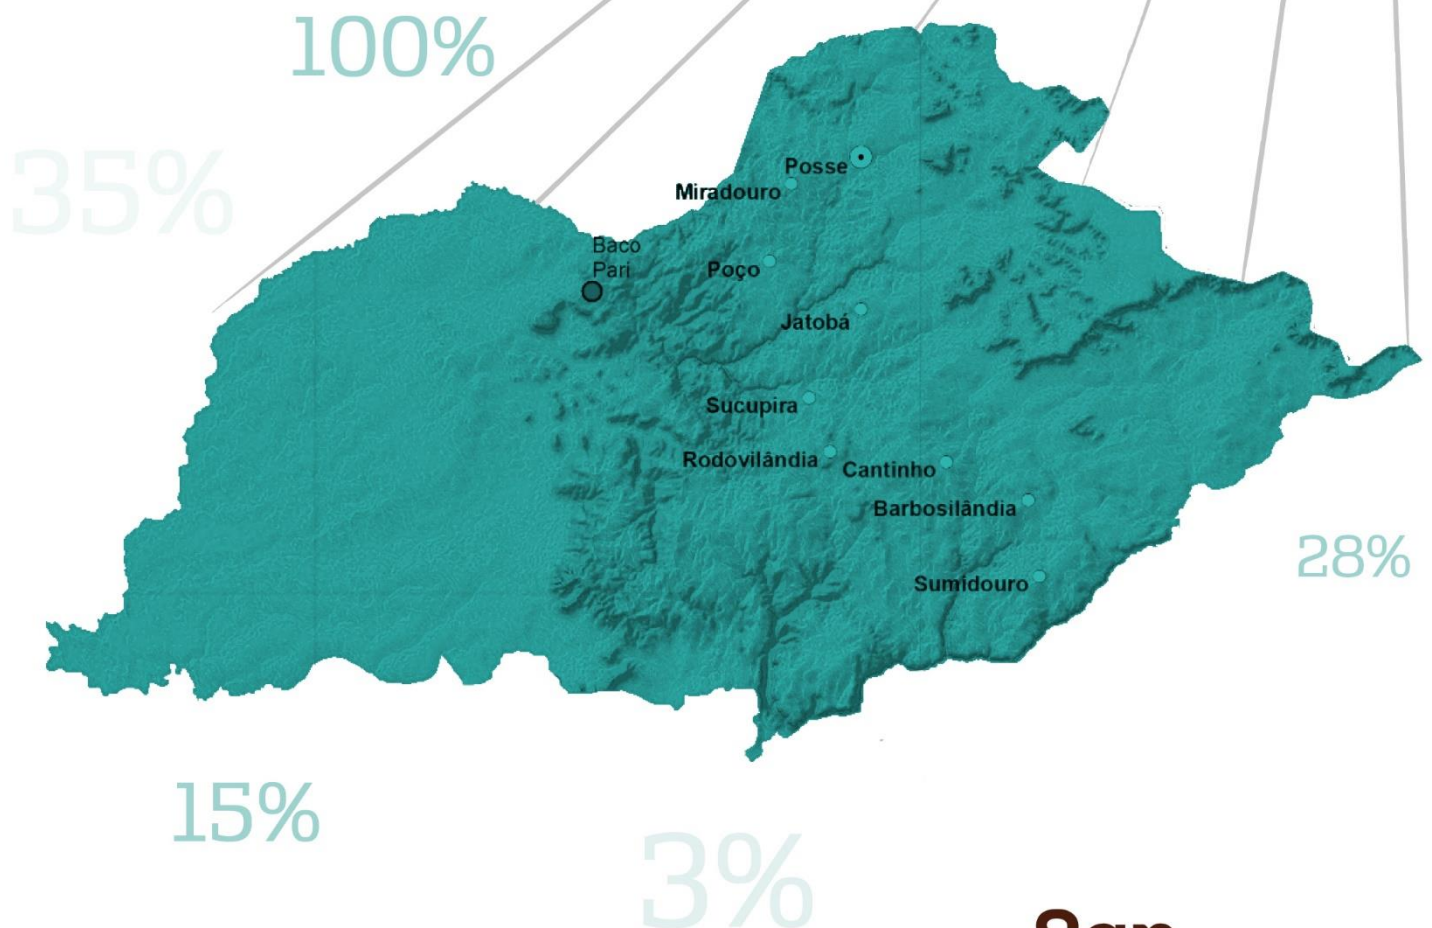 100%
35%
Posse
Miradouro
Baco
Pari
Poço
Jatobá
Sucupira
Rodovilândia
Cantinho
Barbosilândia
28%
Sumidouro
15%
3%